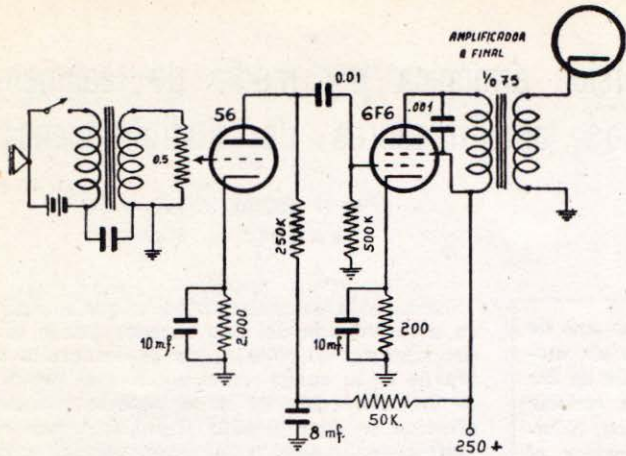 AMPLIFICADOR
A FINAL
0.01
56
6F6
.001
1/0 75
0.5
250K
500K
10 mf.
2,000
10 mf.
200
8 mf.
50K.
250+